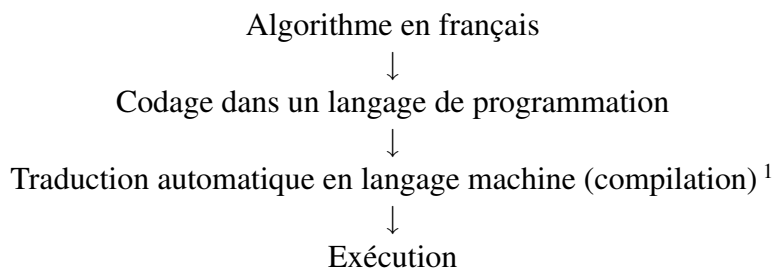 Algorithme en français
↓
Codage dans un langage de programmation
↓
Traduction automatique en langage machine (compilation) 1
↓
Exécution